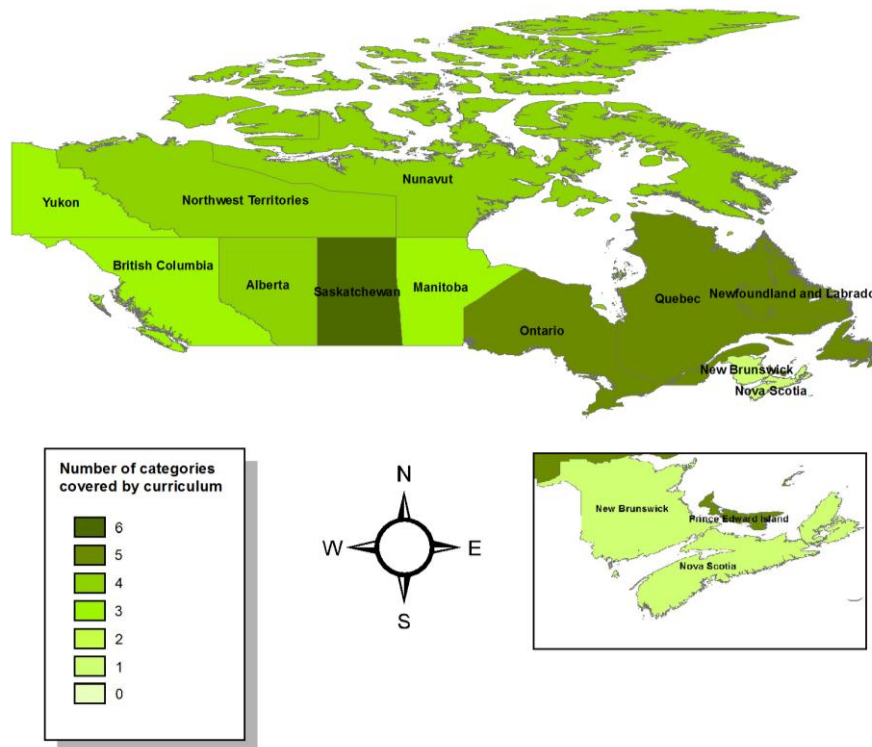 Nunavut
Yukon
Northwest Territories
British Columbia
Alberta
Saskatchewan
Manitoba
Quebec
Newfoundland and Labrado
Ontario
New Brunswick
Nova Scotia
Number of categories
covered by curriculum
6
5
4
3
2
1
0
N
W
E
S
New Brunswick
Prince Edward Island
Nova Scotia